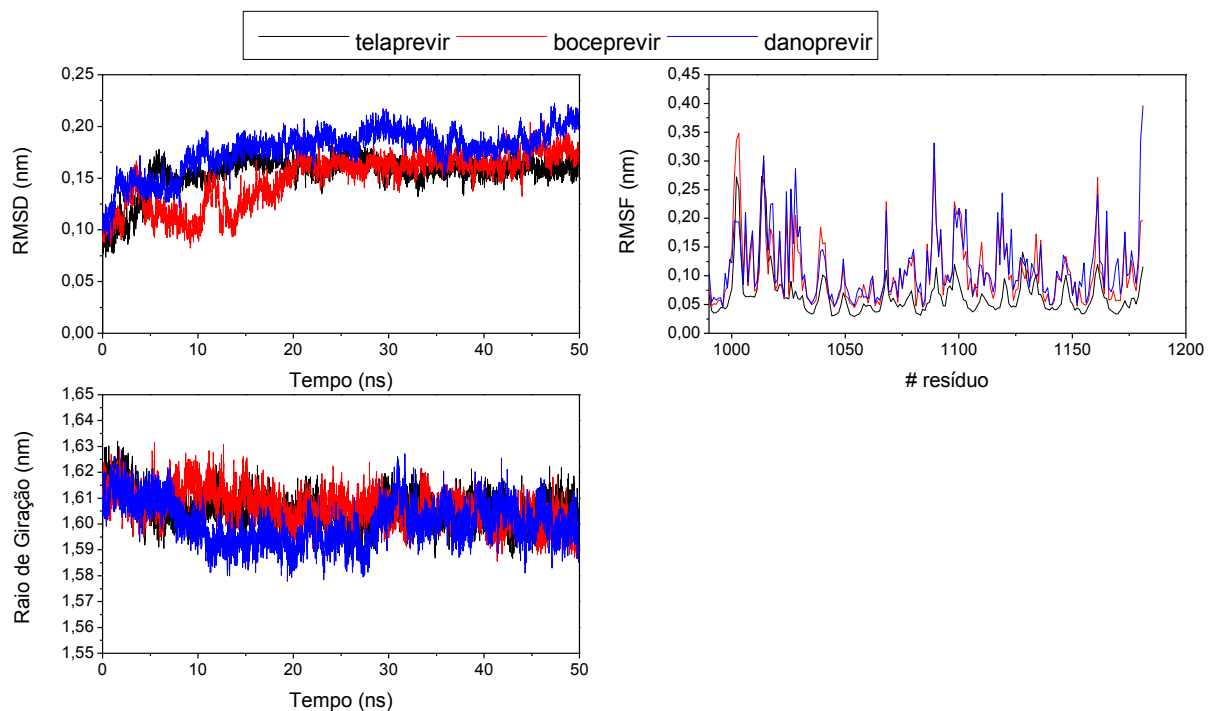 telaprevir boceprevir danoprevir
0,25
0,20
0,15
0,10
0,05
0,00
RMSD (nm)
0 10 20 30 40 50
Tempo (ns)
0,45
0,40
0,35
0,30
0,25
0,20
0,15
0,10
0,05
0,00
RMSF (nm)
1000 1050 1100 1150 1200
# resíduo
1,65
1,64
1,63
1,62
1,61
1,60
1,59
1,58
1,57
1,56
1,55
Raio de Giração (nm)
0 10 20 30 40 50
Tempo (ns)